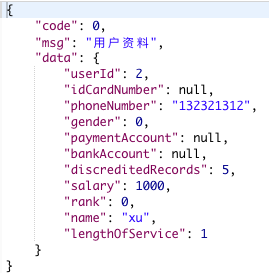 {
    "code": 0,
    "msg": "用户资料",
    "data": {
        "userId": 2,
        "idCardNumber": null,
        "phoneNumber": "132321312",
        "gender": 0,
        "paymentAccount": null,
        "bankAccount": null,
        "discreditedRecords": 5,
        "salary": 1000,
        "rank": 0,
        "name": "xu",
        "lengthOfService": 1
    }
}